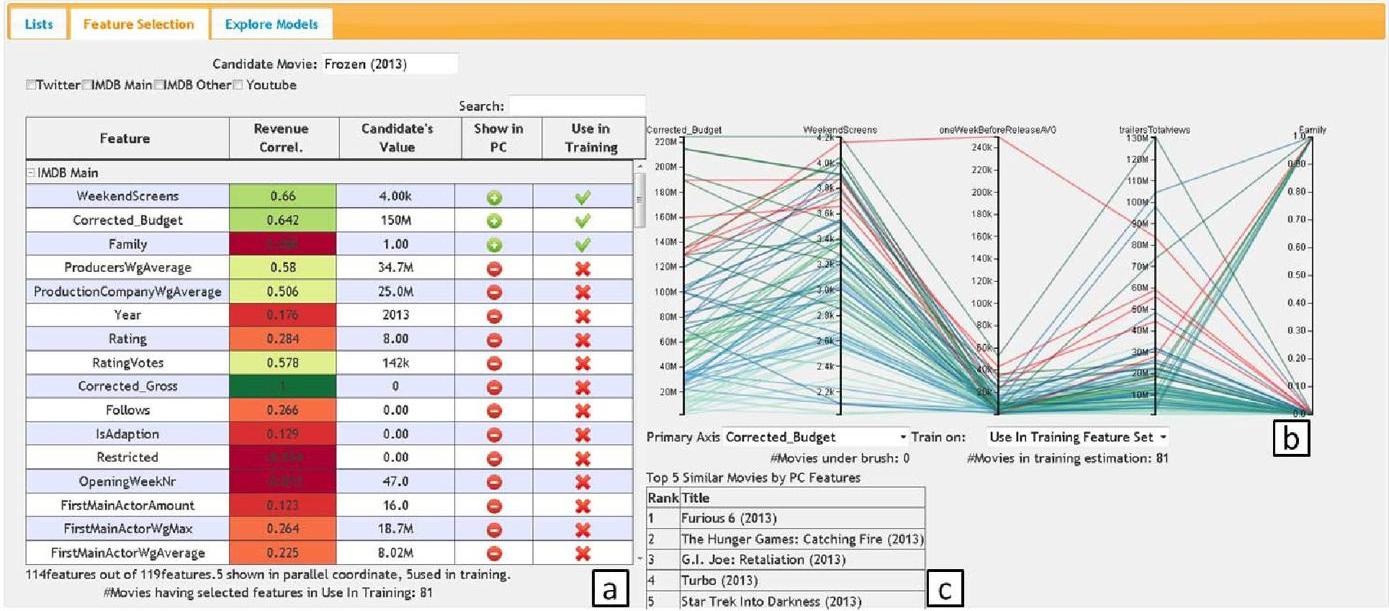 Lists Feature Selection Explore Models
Candidate Movie: Frozen (2013)
Twitter IMDB Main IMDB Other Youtube
Search:
Feature Revenue Correl. Candidate's Value Show in PC Use in Training
IMDB Main
WeekendScreens 0.66 4.00k
Corrected_Budget 0.642 150M
Family 1.00
ProducersWgAverage 0.58 34.7M
ProductionCompanyWgAverage 0.506 25.0M
Year 0.176 2013
Rating 0.284 8.00
RatingVotes 0.578 142k
Corrected_Gross 1 0
Follows 0.266 0.00
IsAdaption 0.129 0.00
Restricted 0.00
OpeningWeekNr 47.0
FirstMainActorAmount 0.123 16.0
FirstMainActorWgMax 0.264 18.7M
FirstMainActorWgAverage 0.225 8.02M
114features out of 119features.5 shown in parallel coordinate, 5used in training.
#Movies having selected features in Use In Training: 81
a
Corrected_Budget WeekendScreens oneWeekBeforeReleaseAVG trailersTotalviews Family
220M
200M
180M
160M
140M
120M
100M
80M
60M
40M
20M
4.2k
4.0k
3.8k
3.6k
3.4k
3.2k
3.0k
2.8k
2.6k
2.4k
2.2k
240k
220k
200k
180k
160k
140k
120k
100k
80k
60k
40k
20k
130M
120M
110M
100M
90M
80M
70M
60M
50M
40M
30M
20M
10M
1.0
0.90
0.80
0.70
0.60
0.50
0.40
0.30
0.20
0.10
0.0
Primary Axis Corrected_Budget Train on: Use In Training Feature Set
b
#Movies under brush: 0 #Movies in training estimation: 81
Top 5 Similar Movies by PC Features
Rank Title
1 Furious 6 (2013)
2 The Hunger Games: Catching Fire (2013)
3 G.I. Joe: Retaliation (2013)
4 Turbo (2013)
5 Star Trek Into Darkness (2013)
c